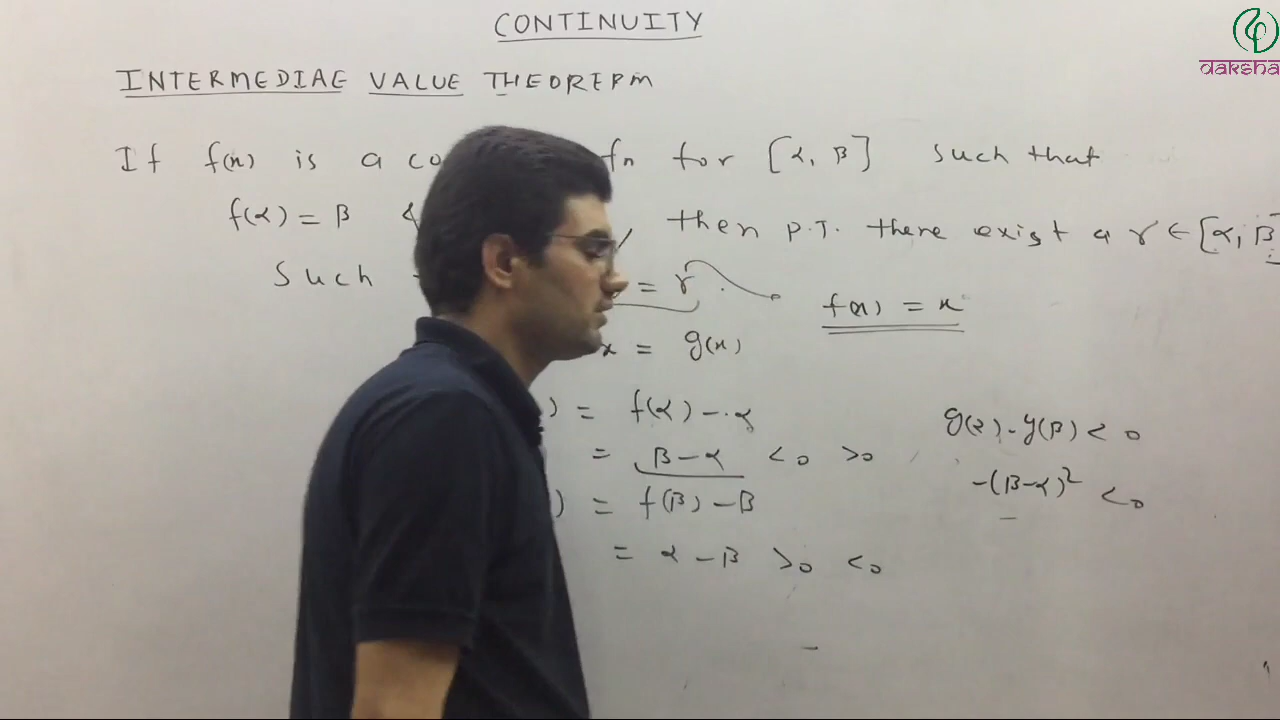 CONTINUITY
daksha
INTERMEDIAE VALUE THEOREPM
If f(x) is a co fn for [α, β] such that
f(α) = β & then P.T. there exist a r ∈ [α, β]
Such = r
f(x) = x
x = g(x)
) = f(α) - α
= β - α < 0 > 0
) = f(β) - β
= α - β > 0 < 0
g(α) . g(β) < 0
-(β-α)² < 0